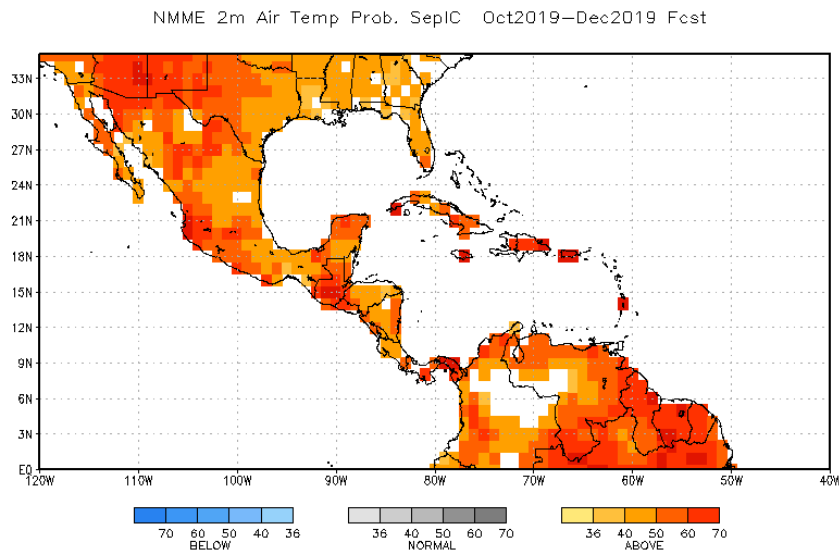 NMME 2m Air Temp Prob. SepIC Oct2019-Dec2019 Fcst
33N
30N
27N
24N
21N
18N
15N
12N
9N
6N
3N
EQ
120W 110W 100W 90W 80W 70W 60W 50W 40W
70 60 50 40 36
BELOW
36 40 50 60 70
NORMAL
36 40 50 60 70
ABOVE